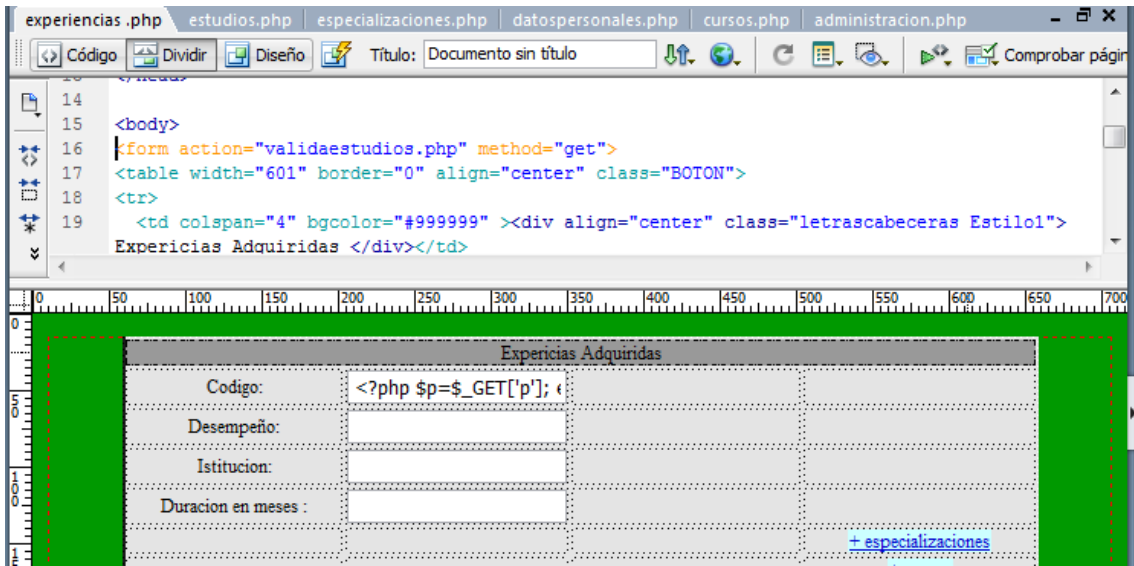 experiencias .php estudios.php especializaciones.php datospersonales.php cursos.php administracion.php
Código Dividir Diseño Título: Documento sin título Comprobar págin
14
15 <body>
16 <form action="validaestudios.php" method="get">
17 <table width="601" border="0" align="center" class="BOTON">
18 <tr>
19 <td colspan="4" bgcolor="#999999" ><div align="center" class="letrascabeceras Estilo1">
Expericias Adquiridas </div></td>
0 50 100 150 200 250 300 350 400 450 500 550 600 650 700
0
50
100
Expericias Adquiridas
Codigo: <?php $p=$_GET['p']; e
Desempeño:
Istitucion:
Duracion en meses :
+ especializaciones